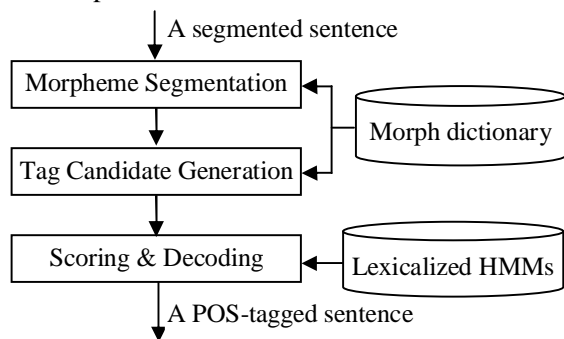 A segmented sentence
Morpheme Segmentation
Morph dictionary
Tag Candidate Generation
Scoring & Decoding
Lexicalized HMMs
A POS-tagged sentence